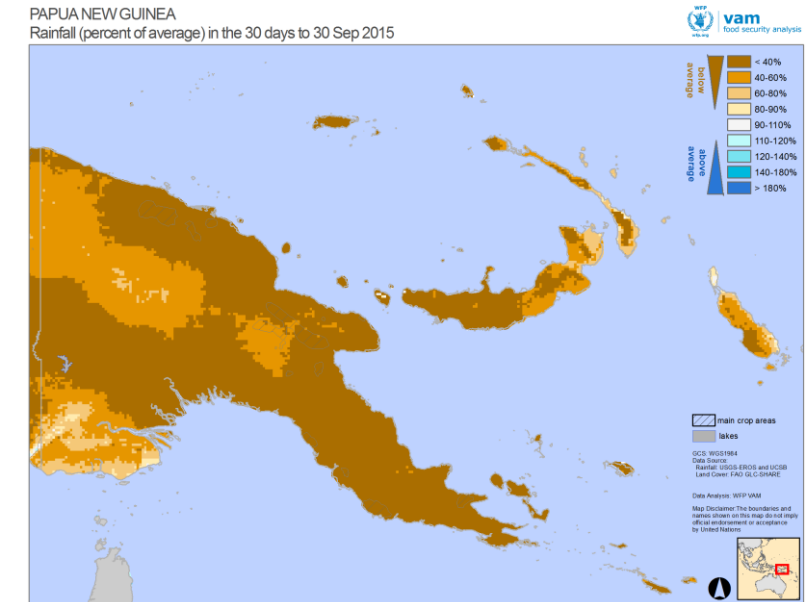 PAPUA NEW GUINEA
Rainfall (percent of average) in the 30 days to 30 Sep 2015
WFP
wfp.org
vam
food security analysis
below
average
above
average
< 40%
40-60%
60-80%
80-90%
90-110%
110-120%
120-140%
140-180%
> 180%
main crop areas
lakes
GCS: WGS1984
Data Source:
Rainfall: USGS-EROS and UCSB
Land Cover: FAO GLC-SHARE
Data Analysis: WFP VAM
Map Disclaimer:The boundaries and
names shown on this map do not imply
official endorsement or acceptance
by United Nations